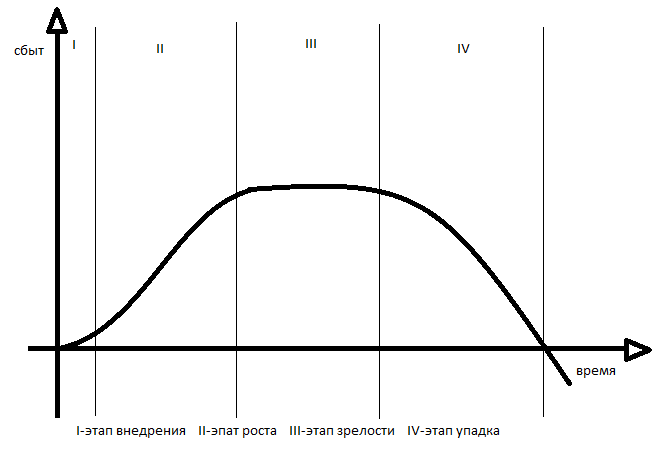 I II III IV
сбыт
время
I-этап внедрения II-эпат роста III-этап зрелости IV-этап упадка